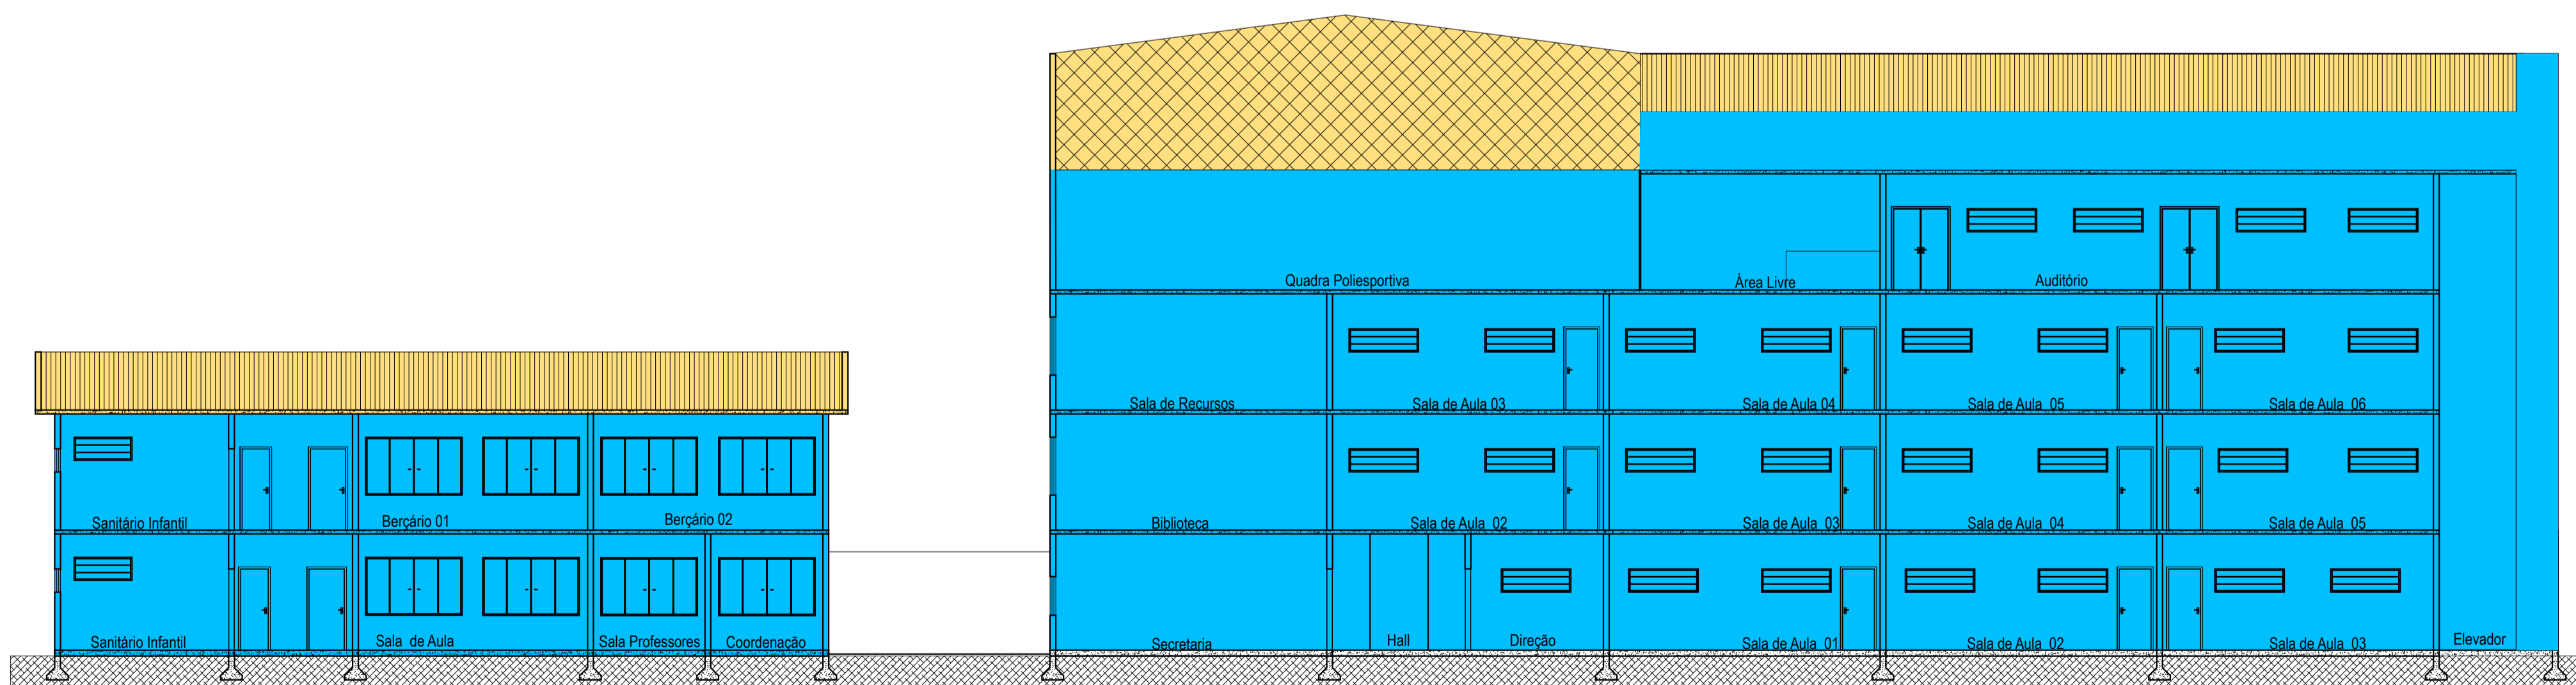 Quadra Poliesportiva
Área Livre
Auditório
Sala de Recursos
Sala de Aula 03
Sala de Aula 04
Sala de Aula 05
Sala de Aula 06
Sanitário Infantil
Berçário 01
Berçário 02
Biblioteca
Sala de Aula 02
Sala de Aula 03
Sala de Aula 04
Sala de Aula 05
Sanitário Infantil
Sala de Aula
Sala Professores
Coordenação
Secretaria
Hall
Direção
Sala de Aula 01
Sala de Aula 02
Sala de Aula 03
Elevador